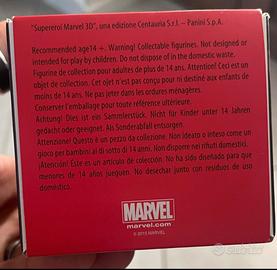 "Supereroi Marvel 3D", una edizione Centauria S.r.l. – Panini S.p.A.
Recommended age14 +. Warning! Collectable figurines. Not designed or
intended for play by children. Do not dispose of in the domestic waste.
Figurine de collection pour adultes de plus de 14 ans. Attention! Ceci est un
objet de collection. Cet objet n'est pas conçu pour ni destiné aux enfants de
moins de 14 ans. Ne pas jeter dans les ordures ménagères.
Conserver l'emballage pour toute référence ultérieure.
Achtung! Dies ist ein Sammlerstück. Nicht für Kinder unter 14 Jahren
gedacht oder geeignet. Als Sonderabfall entsorgen.
Attenzione! Questo è un pezzo da collezione. Non ideato o inteso come un
gioco per bambini al di sotto di 14 anni. Non disporre nei rifiuti domestici.
¡Atención! Éste es un artículo de colección. No ha sido diseñado para que
menores de 14 años jueguen. No desechar junto con residuos de uso
doméstico.
MARVEL
marvel.com
© 2015 MARVEL
subito